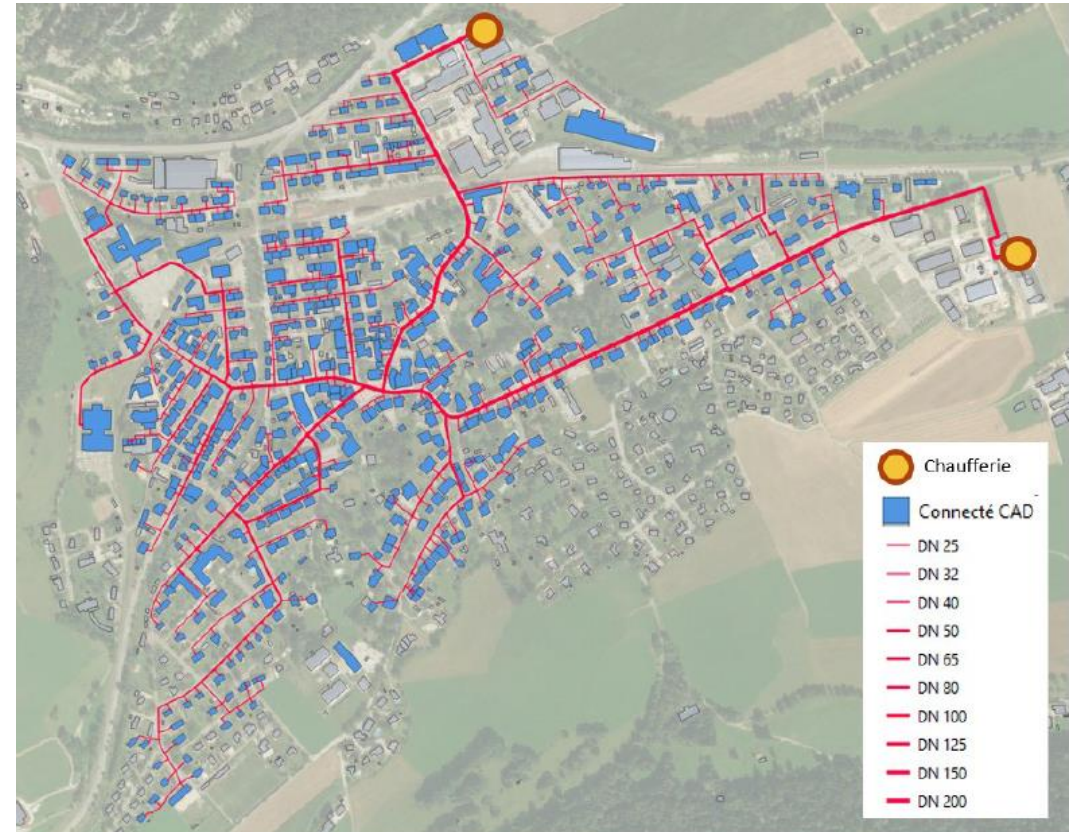 Chaufferie
Connecté CAD
DN 25
DN 32
DN 40
DN 50
DN 65
DN 80
DN 100
DN 125
DN 150
DN 200